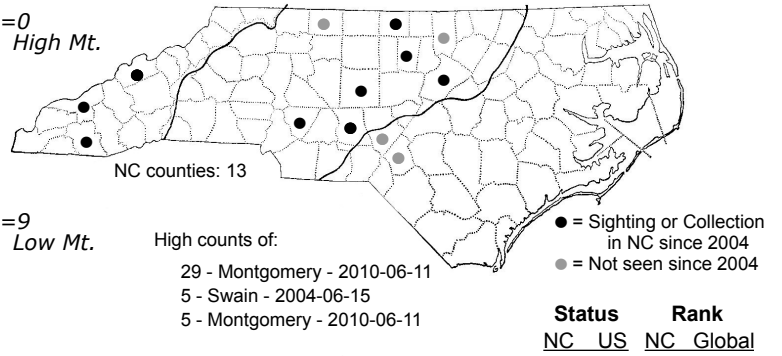 =0
High Mt.
NC counties: 13
=9
Low Mt.
High counts of:
29 - Montgomery - 2010-06-11
5 - Swain - 2004-06-15
5 - Montgomery - 2010-06-11
= Sighting or Collection
in NC since 2004
= Not seen since 2004
Status Rank
NC US NC Global